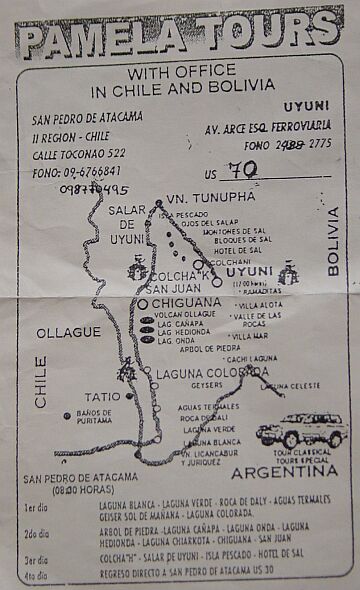 PAMELA TOURS
WITH OFFICE
IN CHILE AND BOLIVIA
SAN PEDRO DE ATACAMA
II REGION - CHILE
CALLE TOCONAO 522
FONO: 09-6766841
UYUNI
AV. ARCE ESQ FERROVIARIA
FONO 2775
US 70
VN. TUNUPHA
SALAR DE UYUNI
ISLA PESCADO
OJOS DEL SALAR
MONTONES DE SAL
BLOQUES DE SAL
HOTEL DE SAL
COLCHANI
BOLIVIA
COLCHA"K"
UYUNI
SAN JUAN
CHIGUANA
VOLCAN OLLAGUE
LAG CAÑAPA
LAG HEDIONDA
LAG ONDA
* VILLA ALOTA
* VALLE DE LAS ROCAS
* VILLA MAR
ARBOL DE PIEDRA
* CACHI LAGUNA
OLLAGUE
CHILE
LAGUNA COLORADA
GEYSERS
LAGUNA CELESTE
TATIO
BAÑOS DE PURITAMA
AGUAS TERMALES
ROCA DE DALI
LAGUNA VERDE
LAGUNA BLANCA
VN. LICANCABUR Y JURIQUEZ
TOUR CLASSICAL
TOURS SPECIAL
ARGENTINA
SAN PEDRO DE ATACAMA
(08:00 HORAS)
1er dia LAGUNA BLANCA - LAGUNA VERDE - ROCA DE DALY - AGUAS TERMALES
GEISER SOL DE MAÑANA - LAGUNA COLORADA.
2do dia ARBOL DE PIEDRA - LAGUNA CAÑAPA - LAGUNA ONDA - LAGUNA
HEDIONDA - LAGUNA CHIARKOTA - CHIGUANA - SAN JUAN
3er dia COLCHA"H" - SALAR DE UYUNI - ISLA PESCADO - HOTEL DE SAL
4to dia REGRESO DIRECTO A SAN PEDRO DE ATACAMA US 30